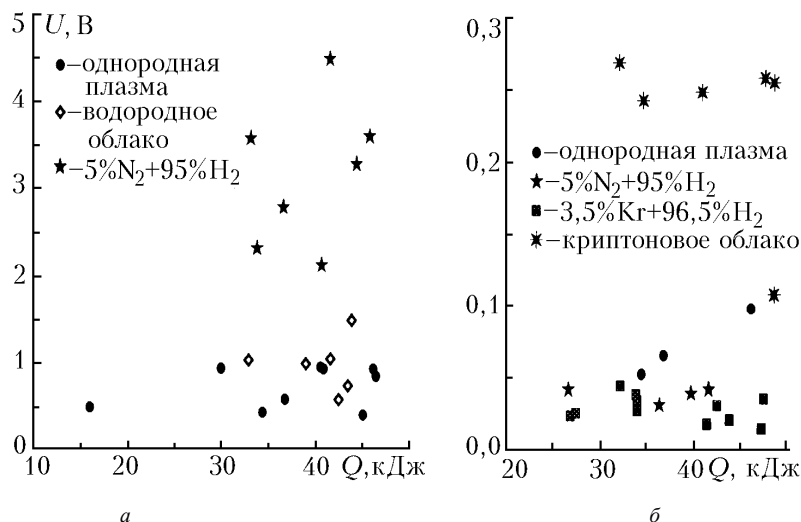 5 U, В
●–однородная
плазма
4
◇–водородное
облако
★–5%N₂+95%H₂
3
2
1
0
10 20 30 40 Q, кДж
а
0,3
0,2
●–однородная плазма
★–5%N₂+95%H₂
–3,5%Kr+96,5%H₂
–криптоновое облако
0,1
0,0
20 30 40 Q, кДж
б